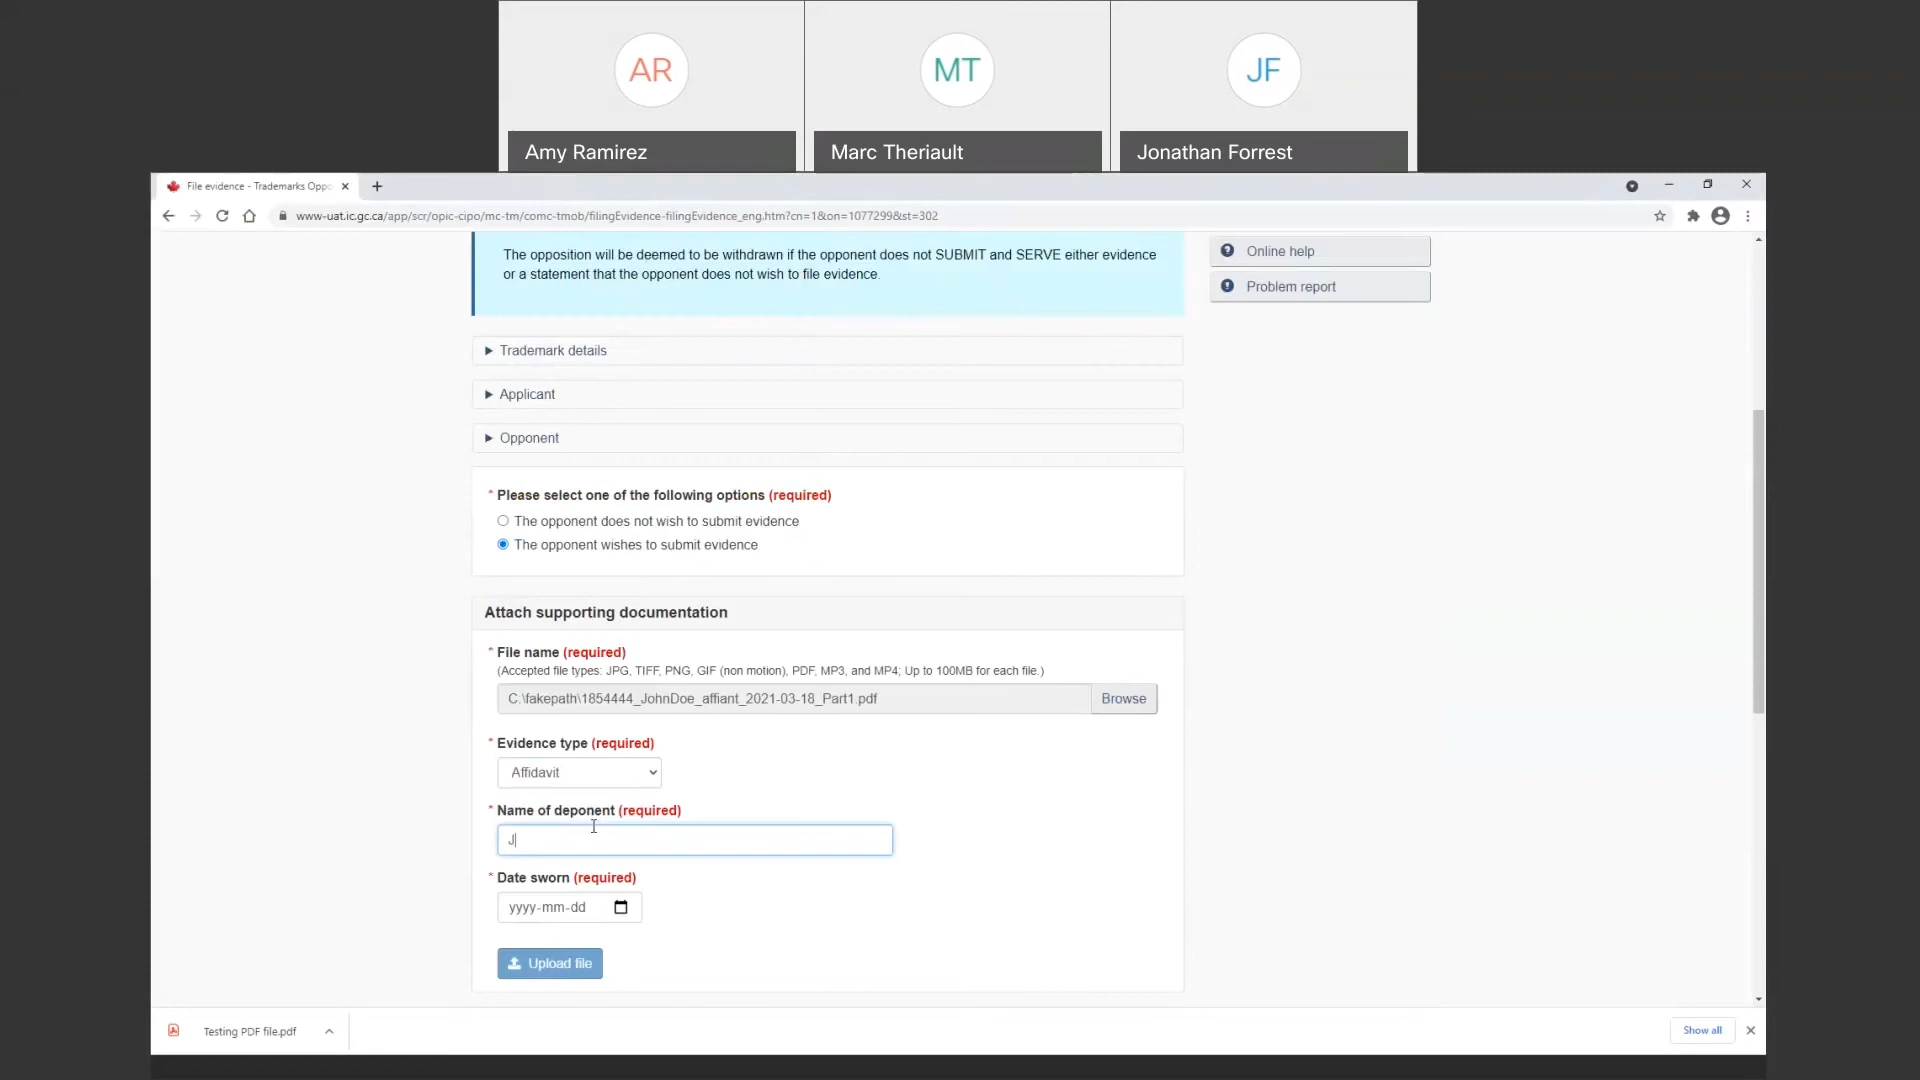 AR
MT
JF
Amy Ramirez
Marc Theriault
Jonathan Forrest
File evidence - Trademarks Oppo
www-uat.ic.gc.ca/app/scr/opic-cipo/mc-tm/comc-tmob/filingEvidence-filingEvidence_eng.htm?cn=1&on=1077299&st=302
The opposition will be deemed to be withdrawn if the opponent does not SUBMIT and SERVE either evidence
or a statement that the opponent does not wish to file evidence.
Online help
Problem report
Trademark details
Applicant
Opponent
* Please select one of the following options (required)
The opponent does not wish to submit evidence
The opponent wishes to submit evidence
Attach supporting documentation
* File name (required)
(Accepted file types: JPG, TIFF, PNG, GIF (non motion), PDF, MP3, and MP4; Up to 100MB for each file.)
C:\fakepath\1854444_JohnDoe_affiant_2021-03-18_Part1.pdf
Browse
* Evidence type (required)
Affidavit
* Name of deponent (required)
J
* Date sworn (required)
yyyy-mm-dd
Upload file
Testing PDF file.pdf
Show all